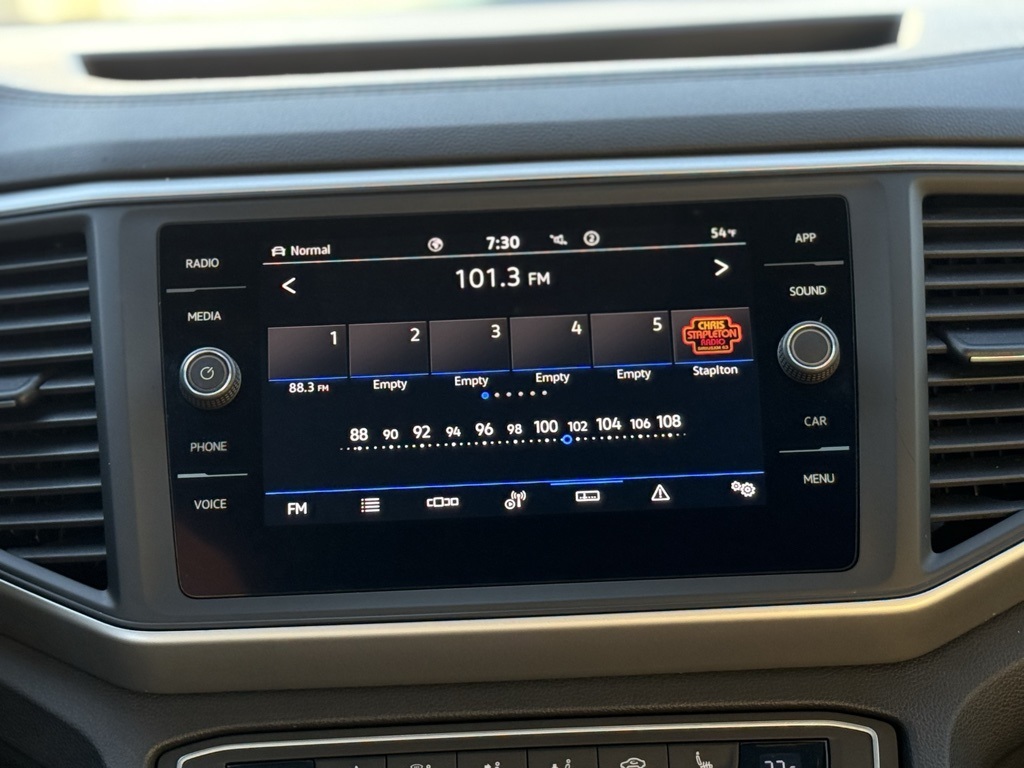 RADIO
MEDIA
PHONE
VOICE
Normal 7:30 2 54°F
< 101.3 FM >
1 2 3 4 5
CHRIS
STAPLETON
RADIO
88.3 FM Empty Empty Empty Empty Staplton
88 90 92 94 96 98 100 102 104 106 108
FM
APP
SOUND
CAR
MENU